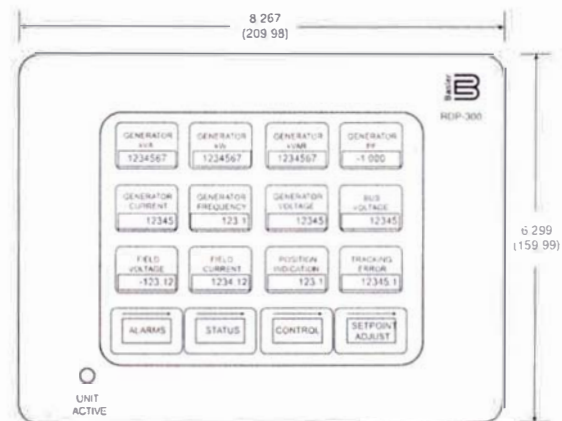 8.267
(209.98)
Basler
RDP-300
GENERATOR GENERATOR GENERATOR GENERATOR
kVA kW kVAR PF
1234567 1234567 1234567 -1.000
GENERATOR GENERATOR GENERATOR BUS
CURRENT FREQUENCY VOLTAGE VOLTAGE
12345 123.1 12345 12345
FIELD FIELD POSITION TRACKING
VOLTAGE CURRENT INDICATION ERROR
-123.12 1234.12 123.1 12345.1
ALARMS STATUS CONTROL SETPOINT
ADJUST
6.299
(159.99)
UNIT
ACTIVE